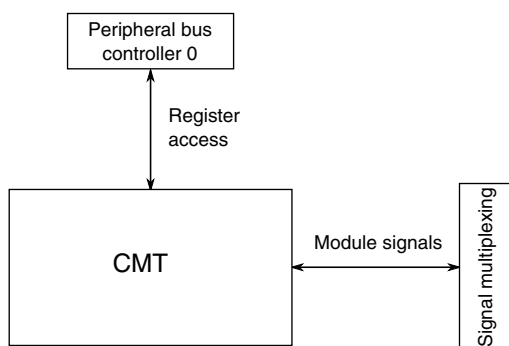 Peripheral bus
controller 0
Register
access
CMT
Module signals
Signal multiplexing